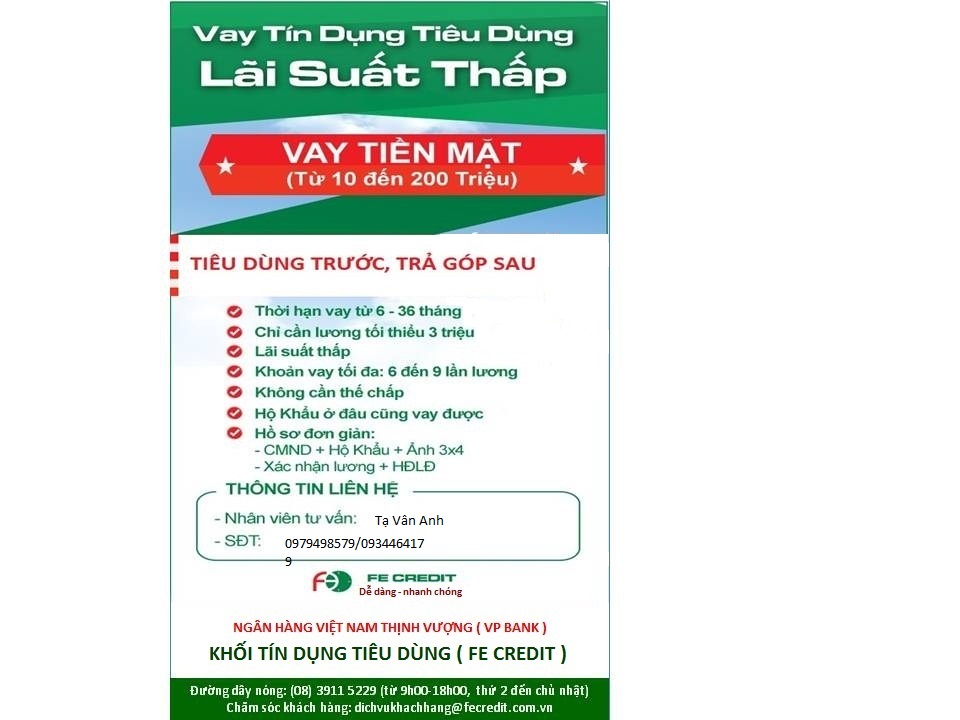 Vay Tín Dụng Tiêu Dùng
Lãi Suất Thấp
VAY TIỀN MẶT
(Từ 10 đến 200 Triệu)
TIÊU DÙNG TRƯỚC, TRẢ GÓP SAU
Thời hạn vay từ 6 - 36 tháng
Chỉ cần lương tối thiểu 3 triệu
Lãi suất thấp
Khoản vay tối đa: 6 đến 9 lần lương
Không cần thế chấp
Hộ Khẩu ở đâu cũng vay được
Hồ sơ đơn giản:
- CMND + Hộ Khẩu + Ảnh 3x4
- Xác nhận lương + HĐLĐ
THÔNG TIN LIÊN HỆ
- Nhân viên tư vấn: Tạ Vân Anh
- SĐT: 0979498579/093446417
9
FE FE CREDIT
Dễ dàng - nhanh chóng
NGÂN HÀNG VIỆT NAM THỊNH VƯỢNG ( VP BANK )
KHỐI TÍN DỤNG TIÊU DÙNG ( FE CREDIT )
Đường dây nóng: (08) 3911 5229 (từ 9h00-18h00, thứ 2 đến chủ nhật)
Chăm sóc khách hàng: dichvukhachhang@fecredit.com.vn